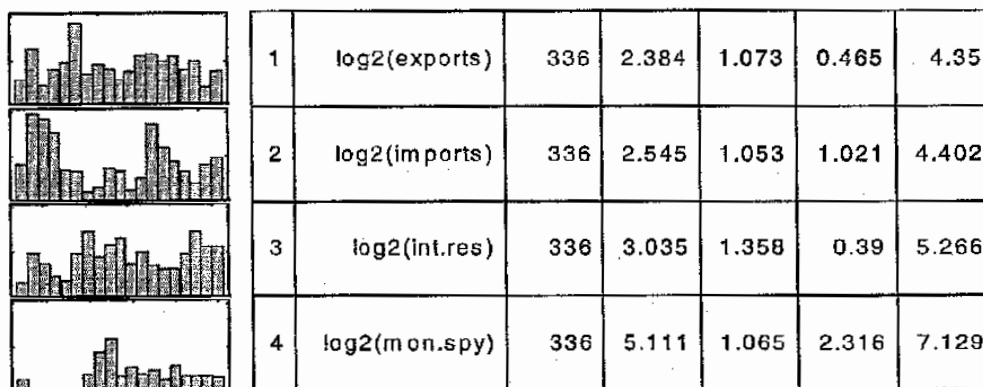 1 log2(exports) 336 2.384 1.073 0.465 4.35
2 log2(imports) 336 2.545 1.053 1.021 4.402
3 log2(int.res) 336 3.035 1.358 0.39 5.266
4 log2(mon.spy) 336 5.111 1.065 2.316 7.129